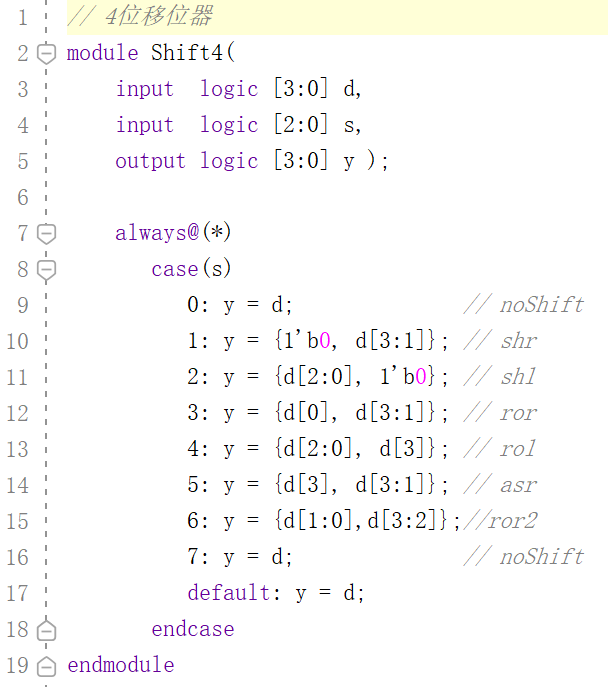 1 // 4位移位器
2 module Shift4(
3 input logic [3:0] d,
4 input logic [2:0] s,
5 output logic [3:0] y );
6
7 always@(*)
8 case(s)
9 0: y = d; // noShift
10 1: y = {1'b0, d[3:1]}; // shr
11 2: y = {d[2:0], 1'b0}; // shl
12 3: y = {d[0], d[3:1]}; // ror
13 4: y = {d[2:0], d[3]}; // rol
14 5: y = {d[3], d[3:1]}; // asr
15 6: y = {d[1:0],d[3:2]};//ror2
16 7: y = d; // noShift
17 default: y = d;
18 endcase
19 endmodule